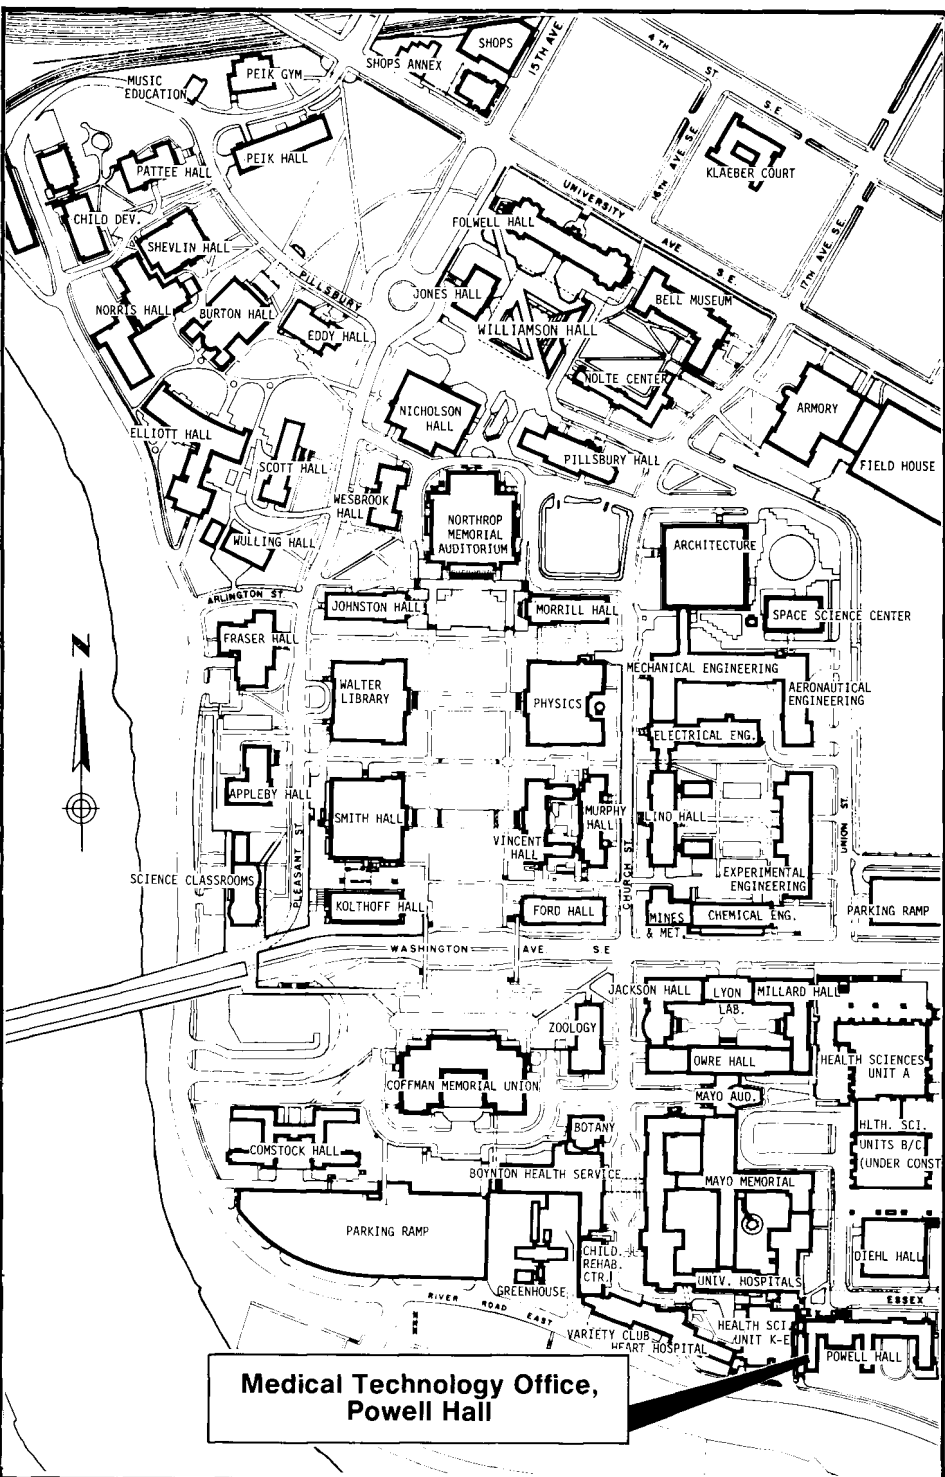 SHOPS
SHOPS ANNEX
15TH AVE
4 TH
ST
S.E
PEIK GYM
MUSIC
EDUCATION
16TH AVE SE
KLAEBER COURT
PEIK HALL
PATTEE HALL
UNIVERSITY
AVE
S.E
17TH AVE. S.E.
CHILD DEV.
FOLWELL HALL
SHEVLIN HALL
PILLSBURY
JONES HALL
BELL MUSEUM
NORRIS HALL
BURTON HALL
EDDY HALL
WILLIAMSON HALL
NOLTE CENTER
NICHOLSON
HALL
ARMORY
ELLIOTT HALL
PILLSBURY HALL
FIELD HOUSE
SCOTT HALL
WESBROOK
HALL
NORTHROP
MEMORIAL
AUDITORIUM
WULLING HALL
ARCHITECTURE
ARLINGTON ST.
JOHNSTON HALL
MORRILL HALL
SPACE SCIENCE CENTER
FRASER HALL
N
MECHANICAL ENGINEERING
WALTER
LIBRARY
PHYSICS
AERONAUTICAL
ENGINEERING
ELECTRICAL ENG.
APPLEBY HALL
SMITH HALL
MURPHY
HALL
LIND HALL
UNION ST.
VINCENT
HALL
PLEASANT ST
CHURCH ST.
SCIENCE CLASSROOMS
EXPERIMENTAL
ENGINEERING
KOLTHOFF HALL
FORD HALL
MINES
& MET.
CHEMICAL ENG.
PARKING RAMP
WASHINGTON AVE S E
JACKSON HALL
LYON
LAB.
MILLARD HALL
ZOOLOGY
OWRE HALL
HEALTH SCIENCES
UNIT A
COFFMAN MEMORIAL UNION
MAYO AUD.
BOTANY
HLTH. SCI.
UNITS B/C
(UNDER CONST
COMSTOCK HALL
BOYNTON HEALTH SERVICE
MAYO MEMORIAL
PARKING RAMP
CHILD.
REHAB.
CTR.
DIEHL HALL
UNIV. HOSPITALS
GREENHOUSE
ESSEX
RIVER ROAD EAST
VARIETY CLUB
HEART HOSPITAL
HEALTH SCI.
UNIT K-E
POWELL HALL
Medical Technology Office,
Powell Hall